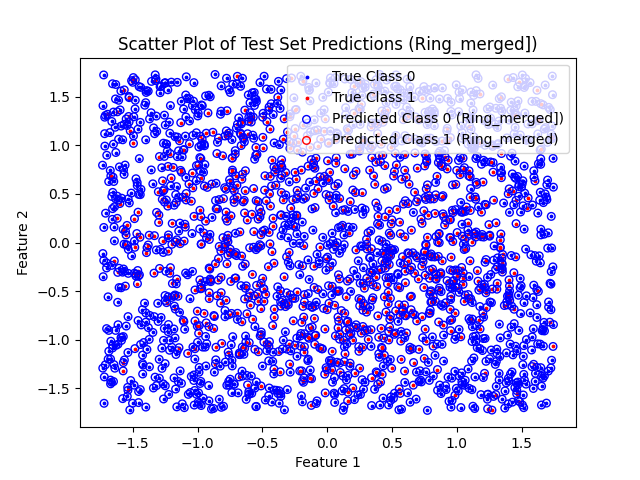 Scatter Plot of Test Set Predictions (Ring_merged])
True Class 0
True Class 1
Predicted Class 0 (Ring_merged])
Predicted Class 1 (Ring_merged)
1.5
1.0
0.5
0.0
−0.5
−1.0
−1.5
Feature 2
−1.5 −1.0 −0.5 0.0 0.5 1.0 1.5
Feature 1